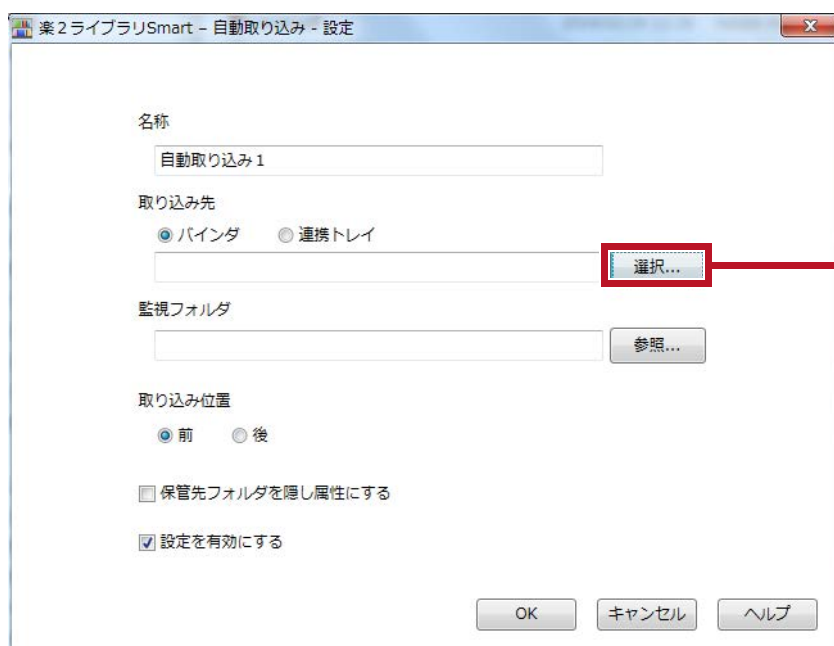 楽2ライブラリSmart – 自動取り込み - 設定
名称
自動取り込み1
取り込み先
バインダ 連携トレイ
選択...
監視フォルダ
参照...
取り込み位置
前 後
保管先フォルダを隠し属性にする
設定を有効にする
OK キャンセル ヘルプ